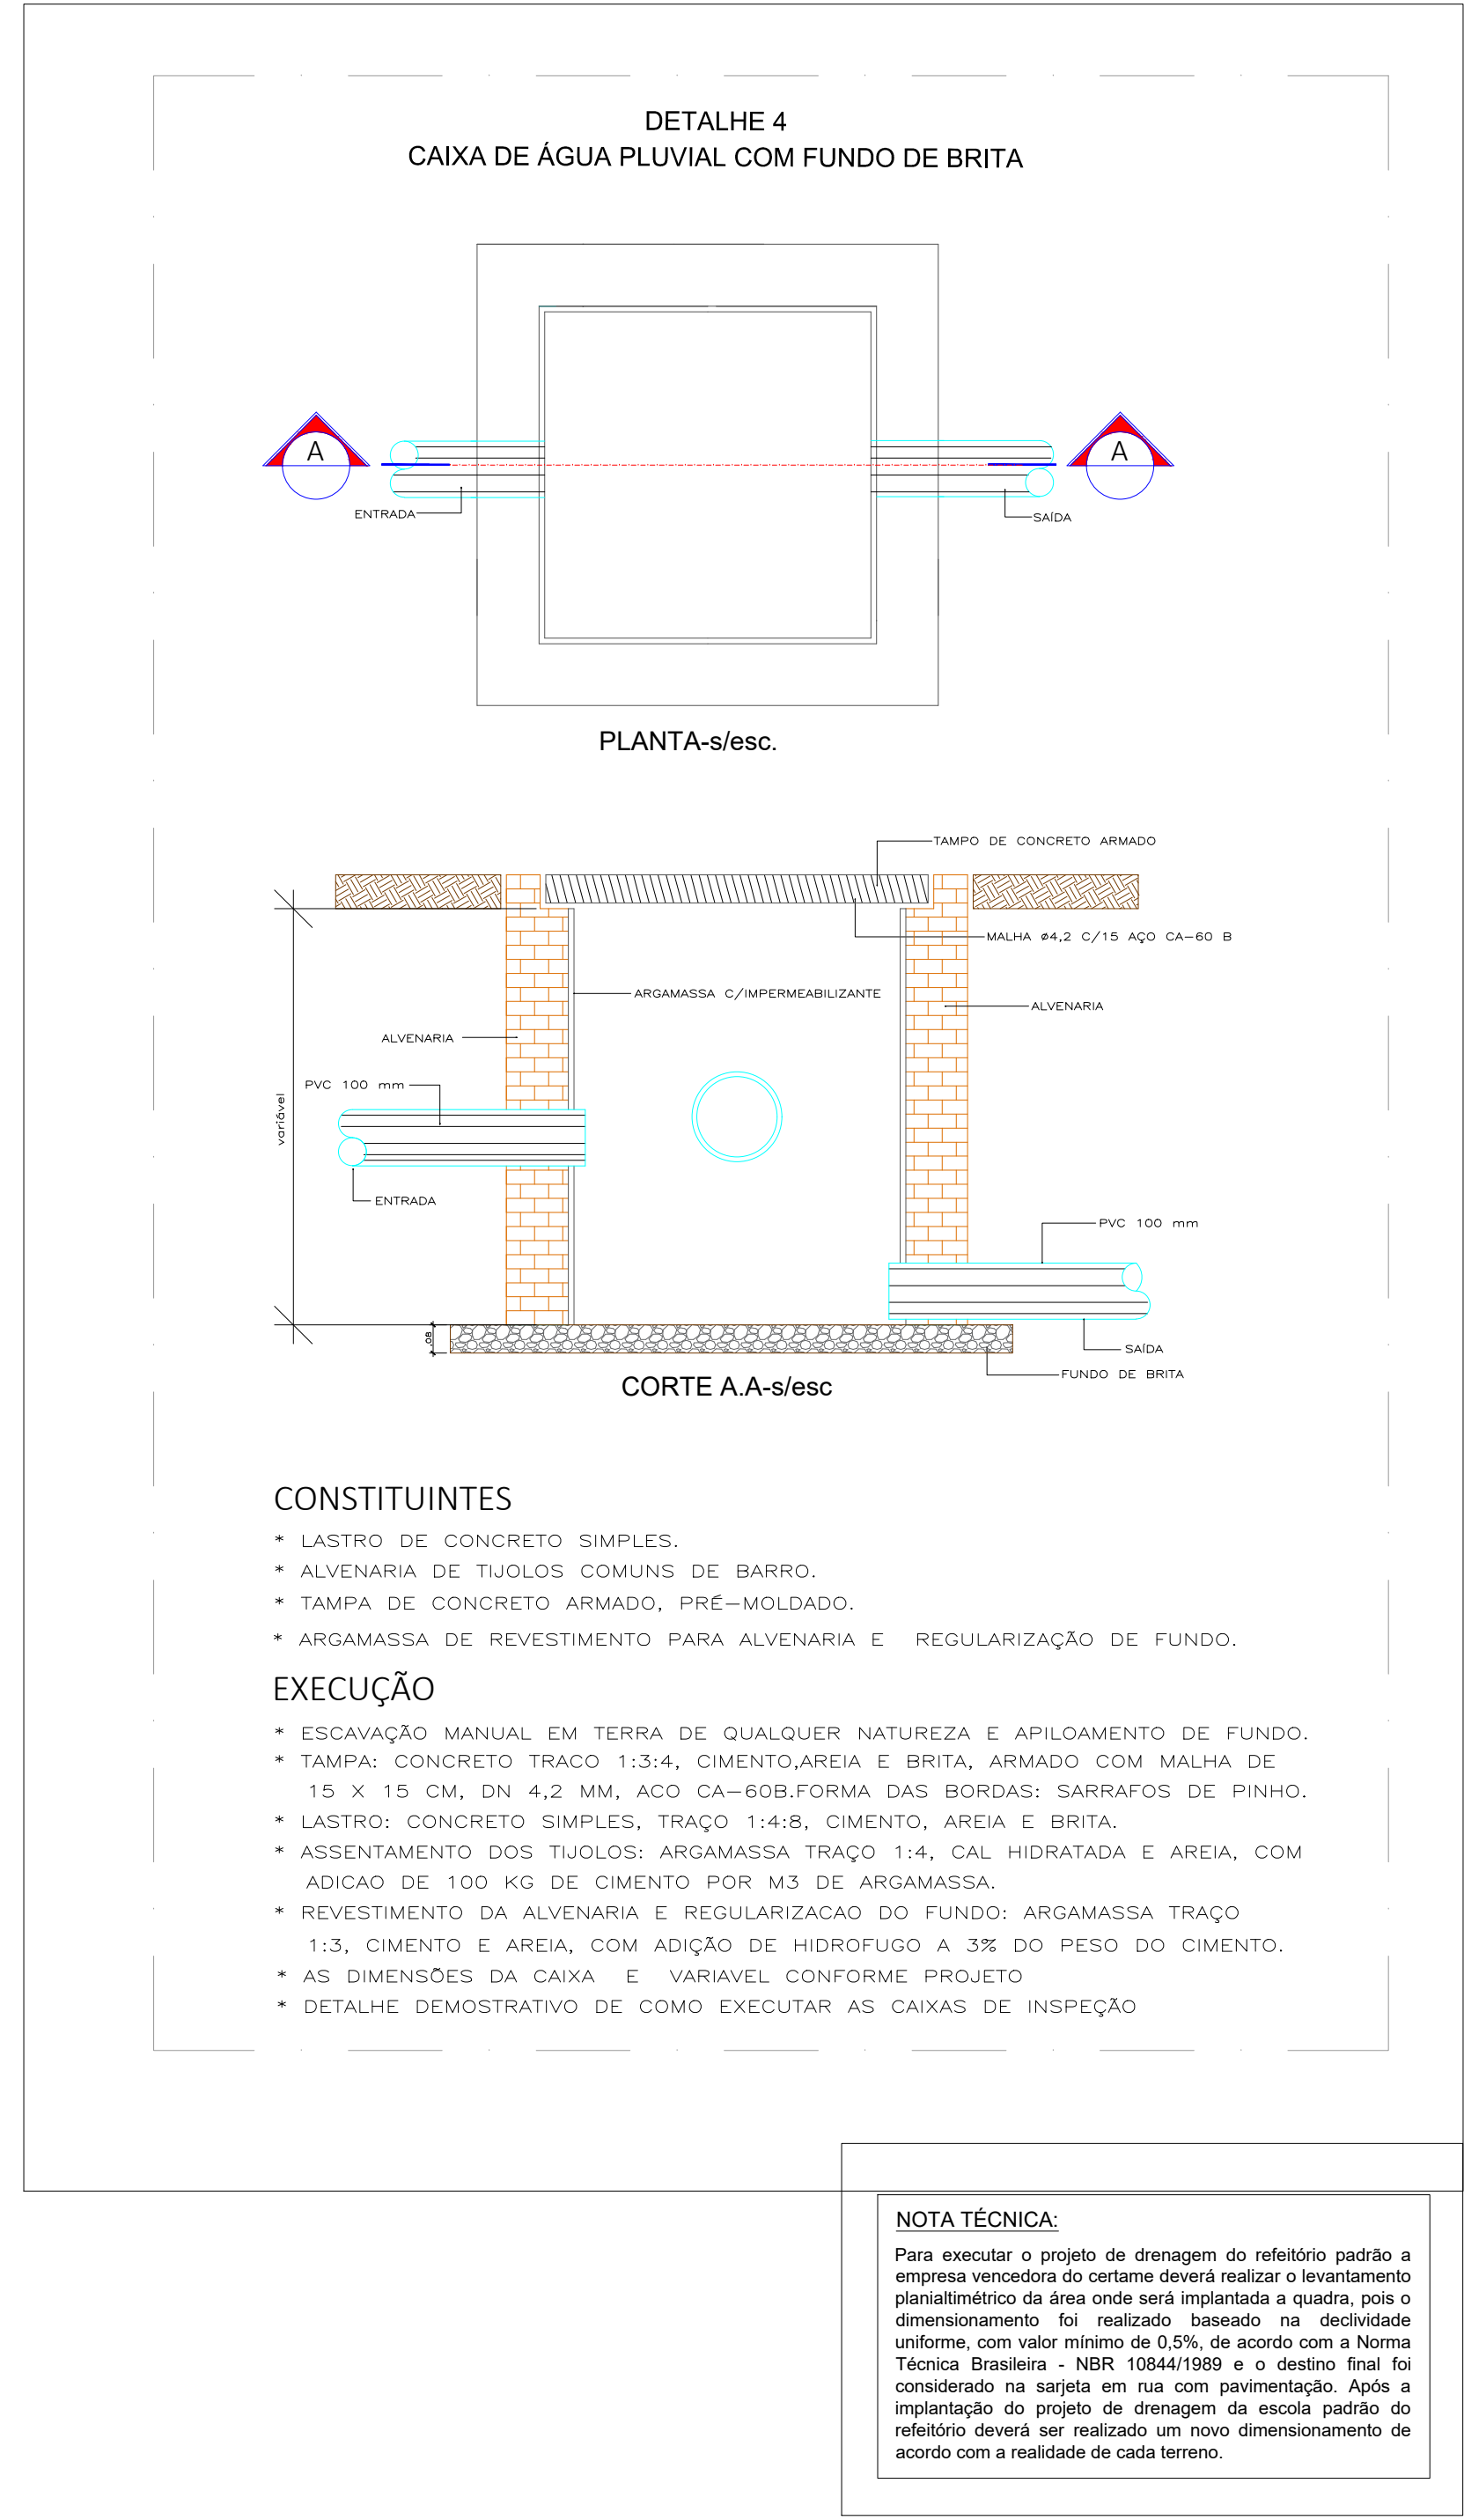 DETALHE 4
CAIXA DE ÁGUA PLUVIAL COM FUNDO DE BRITA
A
A
ENTRADA
SAÍDA
PLANTA-s/esc.
TAMPO DE CONCRETO ARMADO
MALHA ø4,2 C/15 AÇO CA-60 B
ARGAMASSA C/IMPERMEABILIZANTE
ALVENARIA
ALVENARIA
PVC 100 mm
variável
ENTRADA
PVC 100 mm
.08
SAÍDA
FUNDO DE BRITA
CORTE A.A-s/esc
CONSTITUINTES
* LASTRO DE CONCRETO SIMPLES.
* ALVENARIA DE TIJOLOS COMUNS DE BARRO.
* TAMPA DE CONCRETO ARMADO, PRÉ-MOLDADO.
* ARGAMASSA DE REVESTIMENTO PARA ALVENARIA E REGULARIZAÇÃO DE FUNDO.
EXECUÇÃO
* ESCAVAÇÃO MANUAL EM TERRA DE QUALQUER NATUREZA E APILOAMENTO DE FUNDO.
* TAMPA: CONCRETO TRACO 1:3:4, CIMENTO,AREIA E BRITA, ARMADO COM MALHA DE
15 X 15 CM, DN 4,2 MM, ACO CA-60B.FORMA DAS BORDAS: SARRAFOS DE PINHO.
* LASTRO: CONCRETO SIMPLES, TRAÇO 1:4:8, CIMENTO, AREIA E BRITA.
* ASSENTAMENTO DOS TIJOLOS: ARGAMASSA TRAÇO 1:4, CAL HIDRATADA E AREIA, COM
ADICAO DE 100 KG DE CIMENTO POR M3 DE ARGAMASSA.
* REVESTIMENTO DA ALVENARIA E REGULARIZACAO DO FUNDO: ARGAMASSA TRAÇO
1:3, CIMENTO E AREIA, COM ADIÇÃO DE HIDROFUGO A 3% DO PESO DO CIMENTO.
* AS DIMENSÕES DA CAIXA E VARIAVEL CONFORME PROJETO
* DETALHE DEMOSTRATIVO DE COMO EXECUTAR AS CAIXAS DE INSPEÇÃO
NOTA TÉCNICA:
Para executar o projeto de drenagem do refeitório padrão a
empresa vencedora do certame deverá realizar o levantamento
planialtimétrico da área onde será implantada a quadra, pois o
dimensionamento foi realizado baseado na declividade
uniforme, com valor mínimo de 0,5%, de acordo com a Norma
Técnica Brasileira - NBR 10844/1989 e o destino final foi
considerado na sarjeta em rua com pavimentação. Após a
implantação do projeto de drenagem da escola padrão do
refeitório deverá ser realizado um novo dimensionamento de
acordo com a realidade de cada terreno.